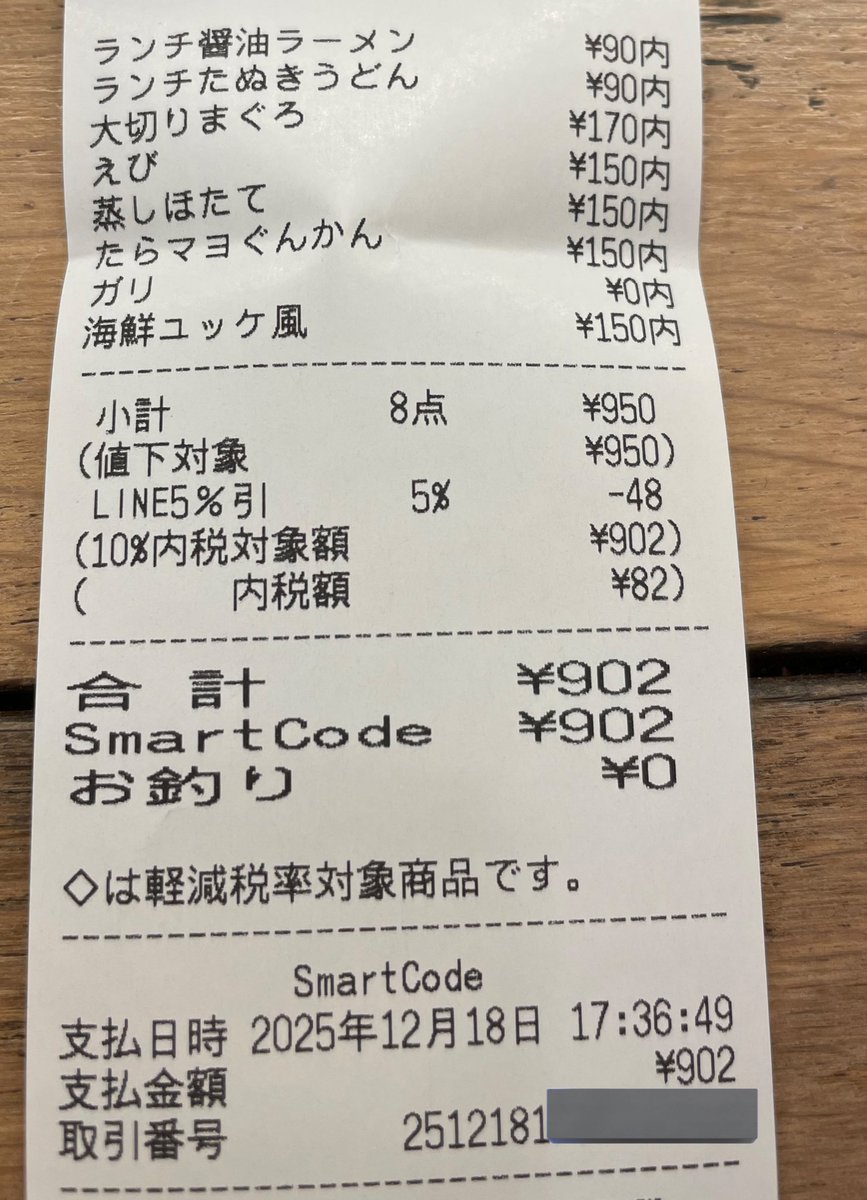 ランチ醤油ラーメン ¥90内
ランチたぬきうどん ¥90内
大切りまぐろ ¥170内
えび ¥150内
蒸しほたて ¥150内
たらマヨぐんかん ¥150内
ガリ ¥0内
海鮮ユッケ風 ¥150内
小計 8点 ¥950
(値下対象 ¥950)
LINE5%引 5% -48
(10%内税対象額 ¥902)
( 内税額 ¥82)
合 計 ¥902
SmartCode ¥902
お釣り ¥0
◇は軽減税率対象商品です。
SmartCode
支払日時 2025年12月18日 17:36:49
支払金額 ¥902
取引番号 2512181